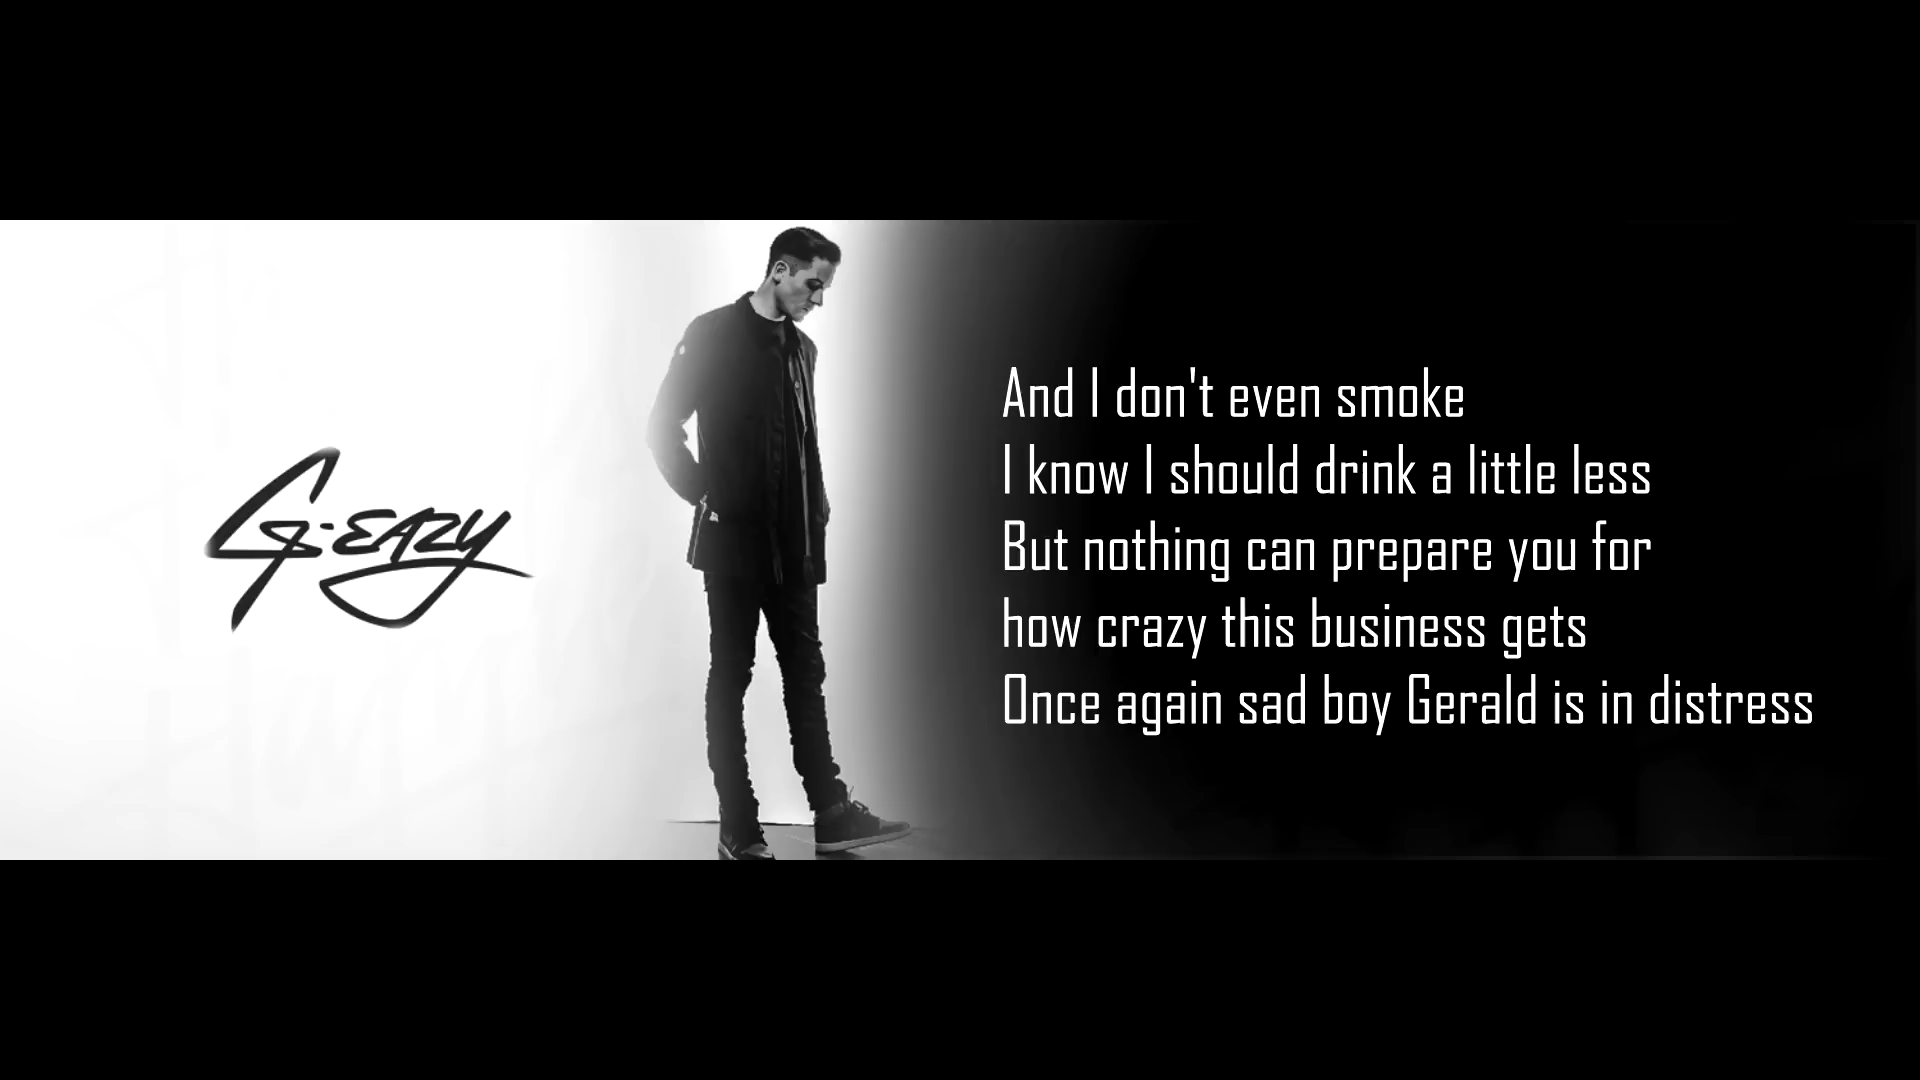 G-EAZY
And I don't even smoke
I know I should drink a little less
But nothing can prepare you for
how crazy this business gets
Once again sad boy Gerald is in distress